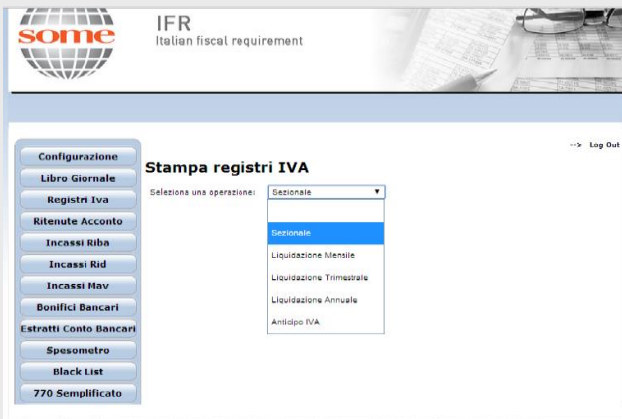 some
IFR
Italian fiscal requirement
--> Log Out
Configurazione
Libro Giornale
Registri Iva
Ritenute Acconto
Incassi Riba
Incassi Rid
Incassi Mav
Bonifici Bancari
Estratti Conto Bancari
Spesometro
Black List
770 Semplificato
Stampa registri IVA
Seleziona una operazione: Sezionale
Sezionale
Liquidazione Mensile
Liquidazione Trimestrale
Liquidazione Annuale
Anticipo IVA